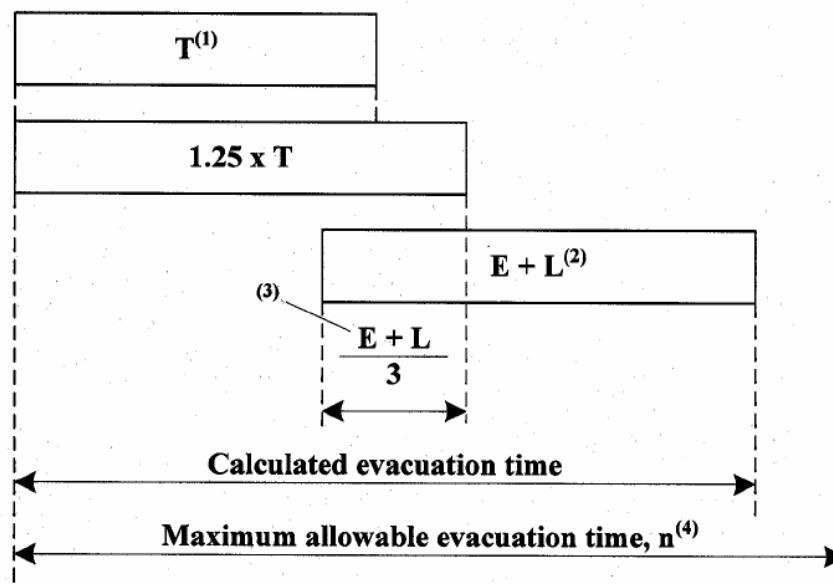 T(1)
1.25 x T
E + L(2)
(3)
E + L
3
Calculated evacuation time
Maximum allowable evacuation time, n(4)